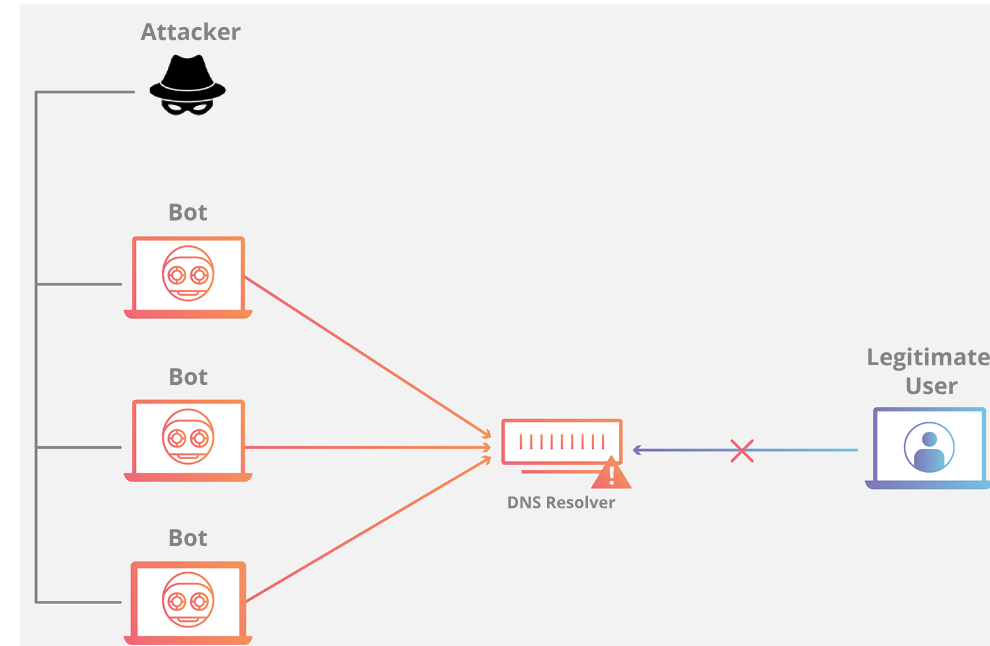 Attacker
Bot
Bot
Bot
DNS Resolver
Legitimate
User